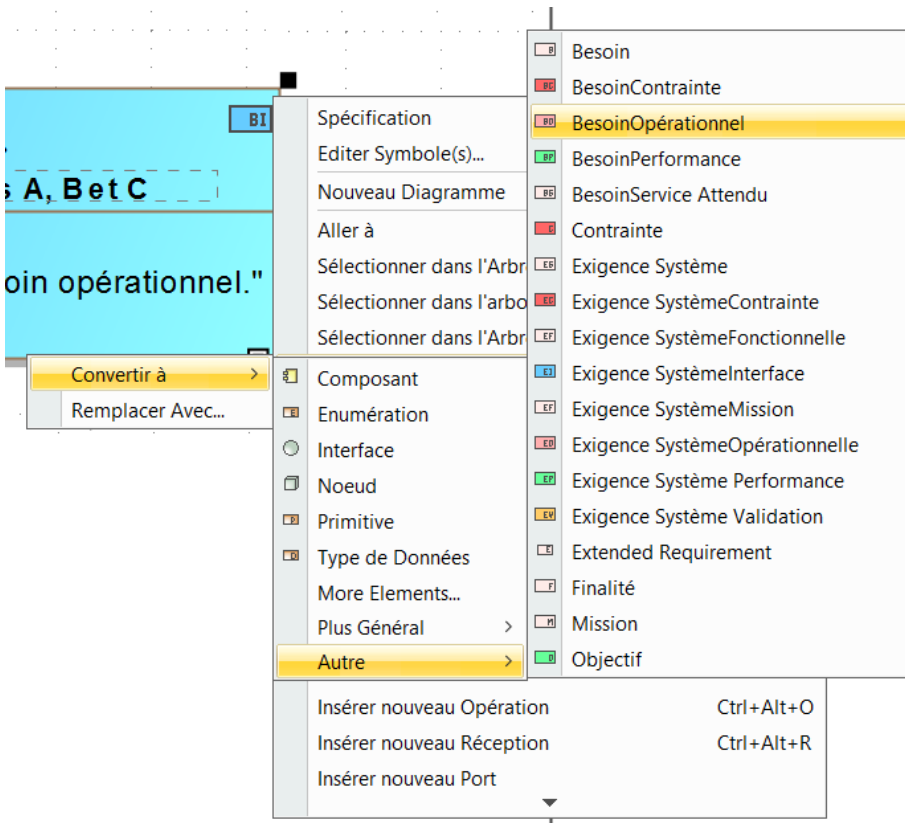 BI
A, B et C
oin opérationnel."
Convertir à
Remplacer Avec...
Spécification
Editer Symbole(s)...
Nouveau Diagramme
Aller à
Sélectionner dans l'Arbr
Sélectionner dans l'arbo
Sélectionner dans l'Arbr
Composant
Enumération
Interface
Noeud
Primitive
Type de Données
More Elements...
Plus Général
Autre
Insérer nouveau Opération Ctrl+Alt+O
Insérer nouveau Réception Ctrl+Alt+R
Insérer nouveau Port
Besoin
BesoinContrainte
BesoinOpérationnel
BesoinPerformance
BesoinService Attendu
Contrainte
Exigence Système
Exigence SystèmeContrainte
Exigence SystèmeFonctionnelle
Exigence SystèmeInterface
Exigence SystèmeMission
Exigence SystèmeOpérationnelle
Exigence Système Performance
Exigence Système Validation
Extended Requirement
Finalité
Mission
Objectif